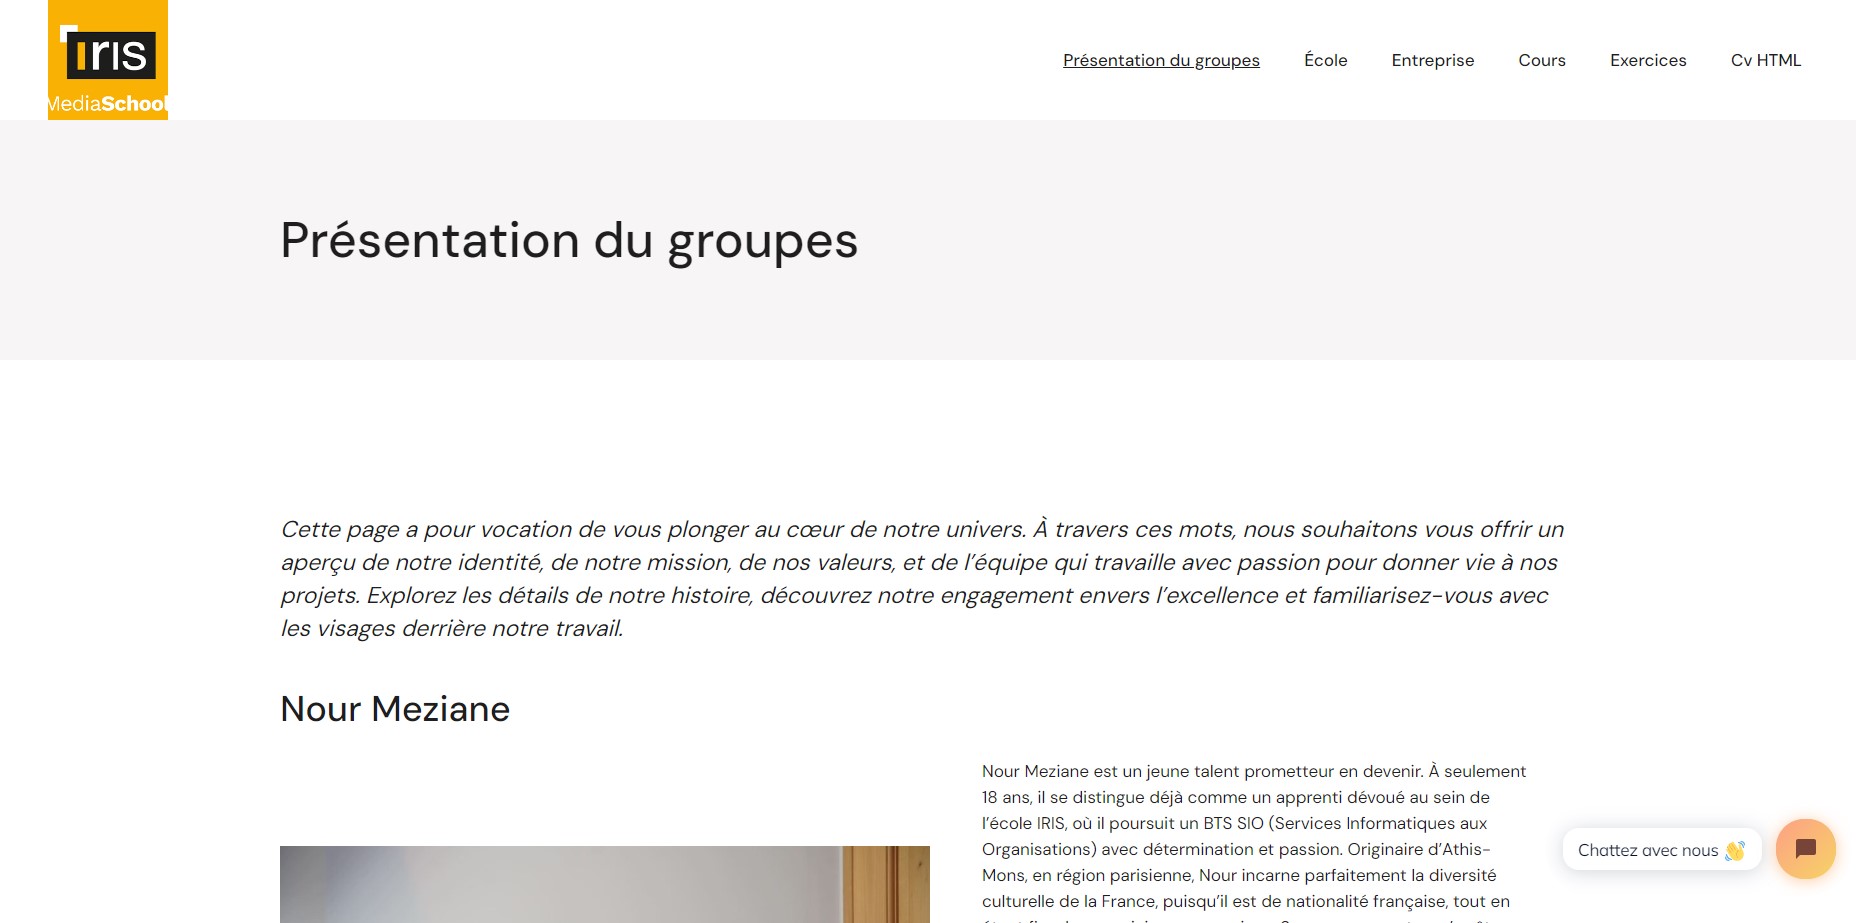 iris
MediaSchool
Présentation du groupes
École
Entreprise
Cours
Exercices
Cv HTML
Présentation du groupes
Cette page a pour vocation de vous plonger au cœur de notre univers. À travers ces mots, nous souhaitons vous offrir un
aperçu de notre identité, de notre mission, de nos valeurs, et de l’équipe qui travaille avec passion pour donner vie à nos
projets. Explorez les détails de notre histoire, découvrez notre engagement envers l’excellence et familiarisez-vous avec
les visages derrière notre travail.
Nour Meziane
Nour Meziane est un jeune talent prometteur en devenir. À seulement
18 ans, il se distingue déjà comme un apprenti dévoué au sein de
l’école IRIS, où il poursuit un BTS SIO (Services Informatiques aux
Organisations) avec détermination et passion. Originaire d’Athis-
Mons, en région parisienne, Nour incarne parfaitement la diversité
culturelle de la France, puisqu’il est de nationalité française, tout en
Chattez avec nous 👋